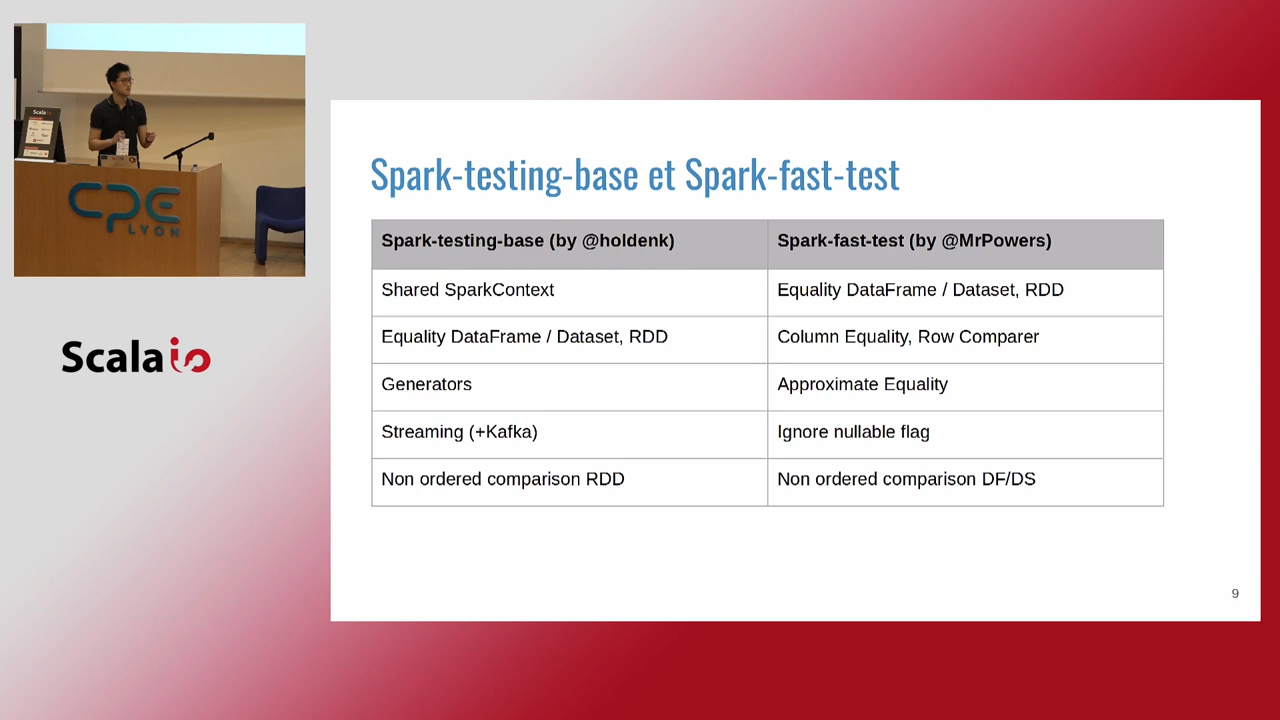 Scala
CPE
LYON
Scalaio
Spark-testing-base et Spark-fast-test
Spark-testing-base (by @holdenk)
Spark-fast-test (by @MrPowers)
Shared SparkContext
Equality DataFrame / Dataset, RDD
Equality DataFrame / Dataset, RDD
Column Equality, Row Comparer
Generators
Approximate Equality
Streaming (+Kafka)
Ignore nullable flag
Non ordered comparison RDD
Non ordered comparison DF/DS
9